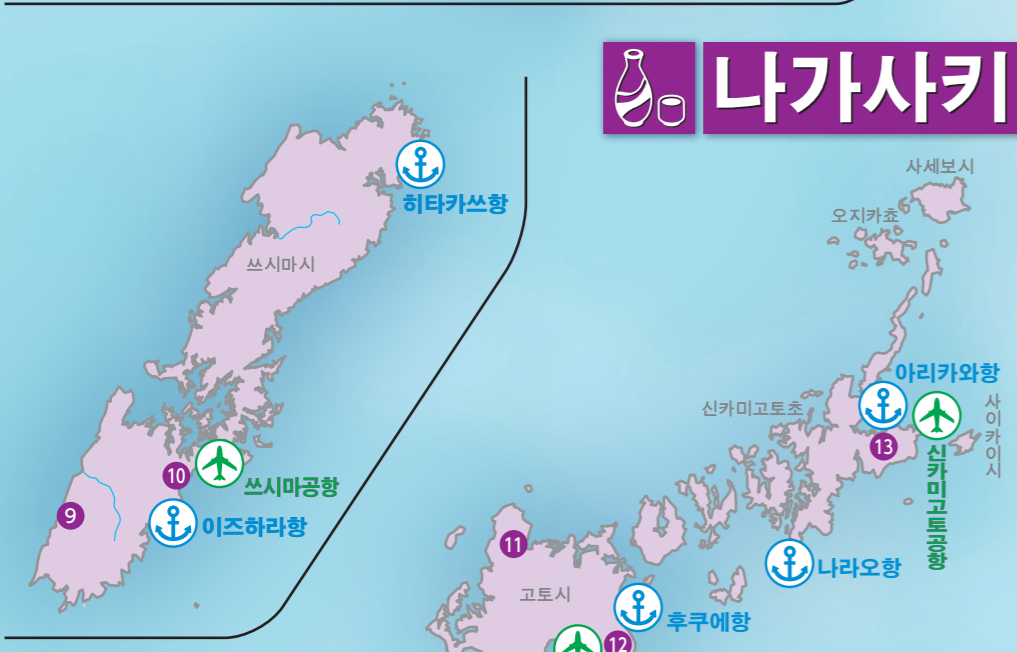 나가사키
사세보시
오지카쵸
히타카쓰항
쓰시마시
아리카와항
신카미고토초
사이카이시
13
신카미고토공항
10
쓰시마공항
9
이즈하라항
11
나라오항
고토시
후쿠에항
12